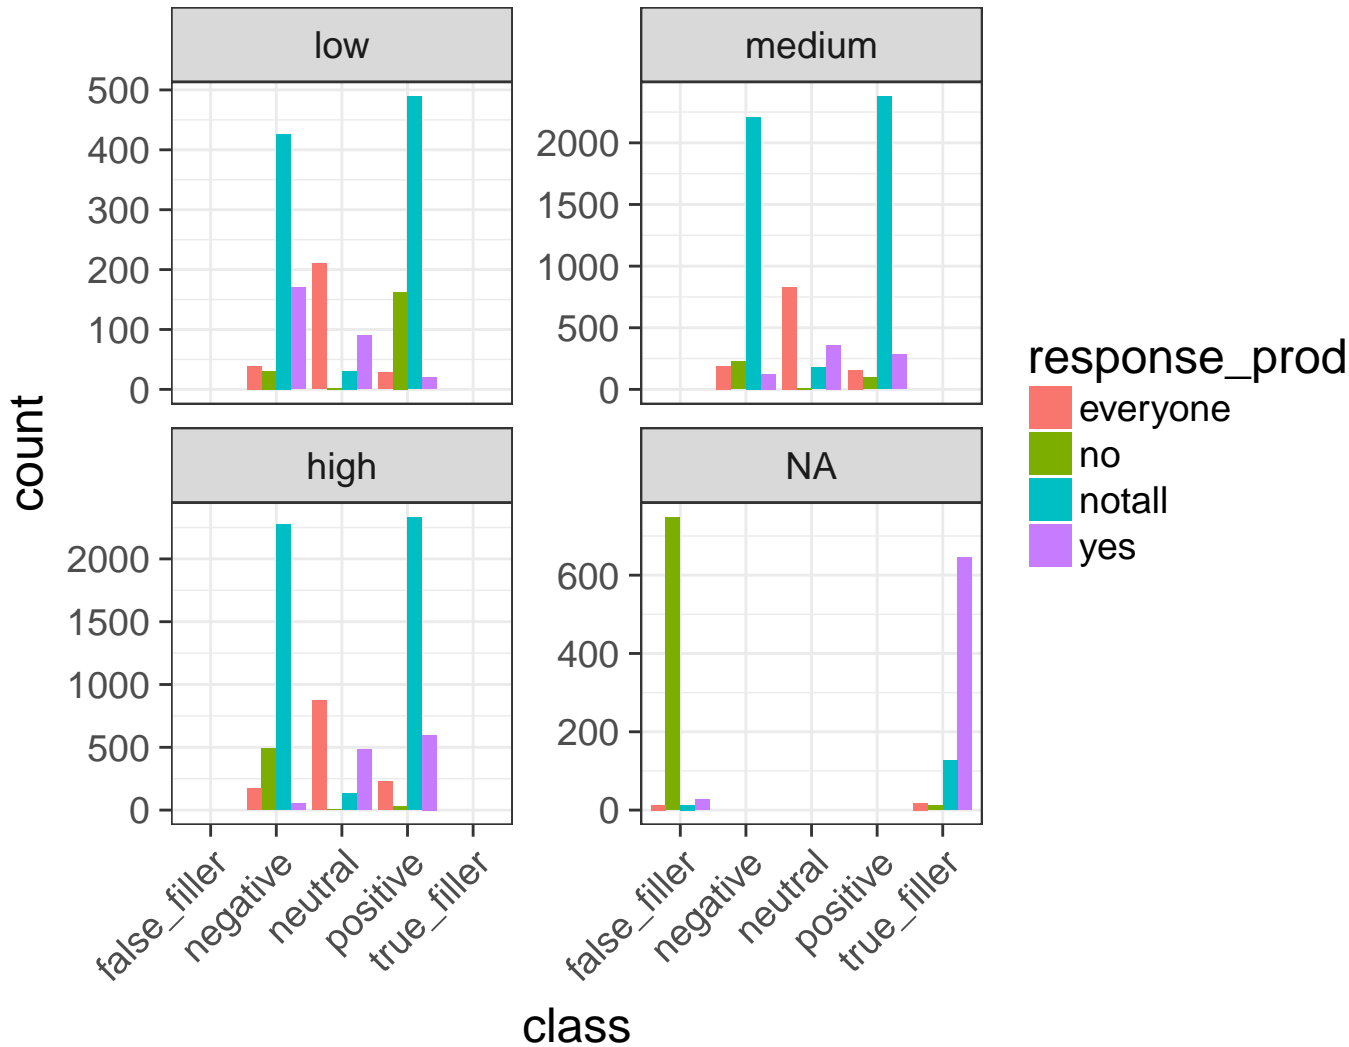 low
medium
500
400
300
200
100
0
2000
1500
1000
500
0
high
NA
2000
1500
1000
500
0
600
400
200
0
false_filler
negative
neutral
positive
true_filler
false_filler
negative
neutral
positive
true_filler
class
count
response_prod
everyone
no
notall
yes